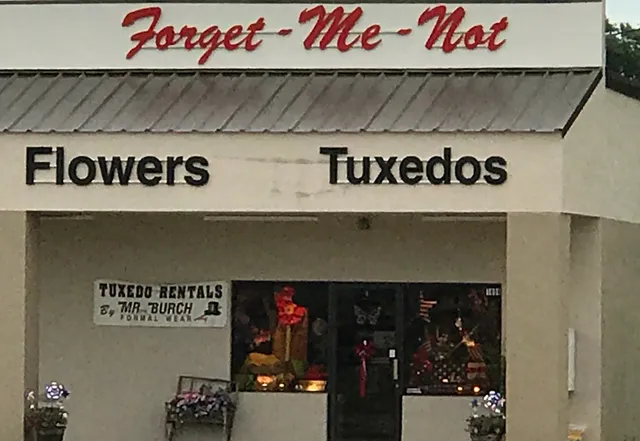 Forget-Me-Not
Flowers Tuxedos
TUXEDO RENTALS
By MR. BURCH
FORMAL WEAR